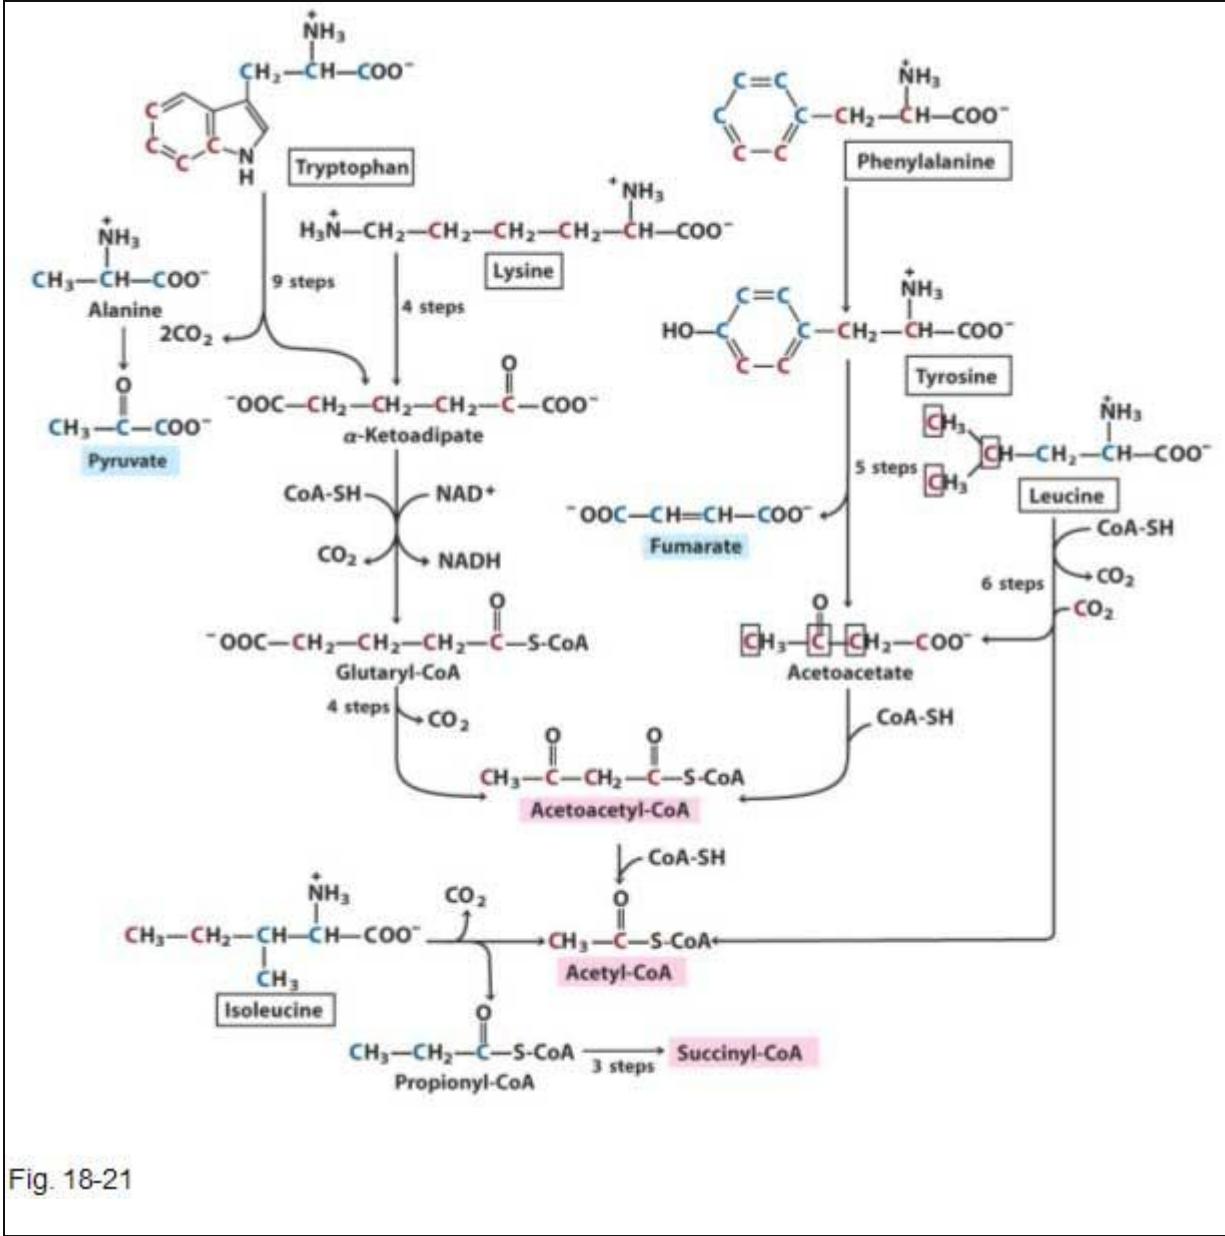 +
NH3
CH2—CH—COO−
C
C
C
C
N
H
Tryptophan
C=C
C
C
C
C—C
+
NH3
CH2—CH—COO−
Phenylalanine
+
NH3
CH3—CH—COO−
Alanine
+NH3
H3N+—CH2—CH2—CH2—CH2—CH—COO−
Lysine
9 steps
4 steps
2CO2
O
CH3—C—COO−
Pyruvate
O
−OOC—CH2—CH2—CH2—C—COO−
α-Ketoadipate
+
NH3
HO—C
C=C
C
C—C
CH2—CH—COO−
Tyrosine
+
NH3
CH3
CH—CH2—CH—COO−
CH3
Leucine
5 steps
CoA-SH
NAD+
CO2
NADH
−OOC—CH=CH—COO−
Fumarate
CoA-SH
6 steps
CO2
CO2
O
−OOC—CH2—CH2—CH2—C—S-CoA
Glutaryl-CoA
O
CH3—C—CH2—COO−
Acetoacetate
4 steps
CO2
CoA-SH
O O
CH3—C—CH2—C—S-CoA
Acetoacetyl-CoA
CoA-SH
+
NH3
CH3—CH2—CH—CH—COO−
CH3
Isoleucine
CO2
O
CH3—C—S-CoA
Acetyl-CoA
O
CH3—CH2—C—S-CoA
Propionyl-CoA
3 steps
Succinyl-CoA
Fig. 18-21